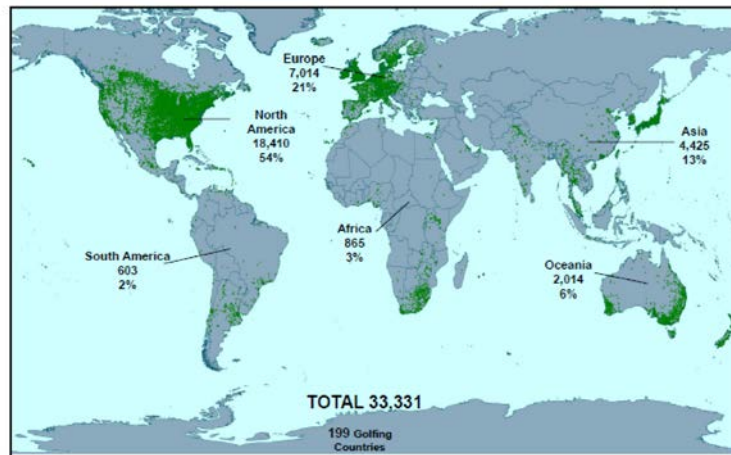 Europe
7,014
21%
North
America
18,410
54%
Asia
4,425
13%
Africa
865
3%
South America
603
2%
Oceania
2,014
6%
TOTAL 33,331
199 Golfing
Countries